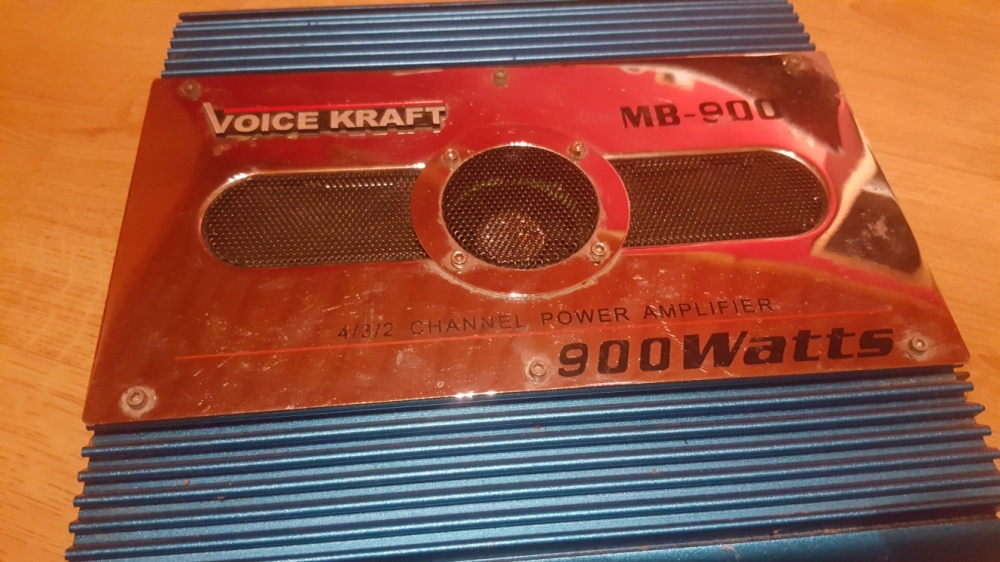 VOICE KRAFT
MB-900
4/3/2 CHANNEL POWER AMPLIFIER
900Watts